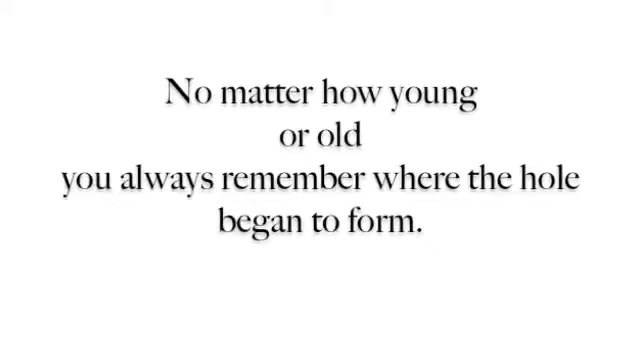 No matter how young
or old
you always remember where the hole
began to form.